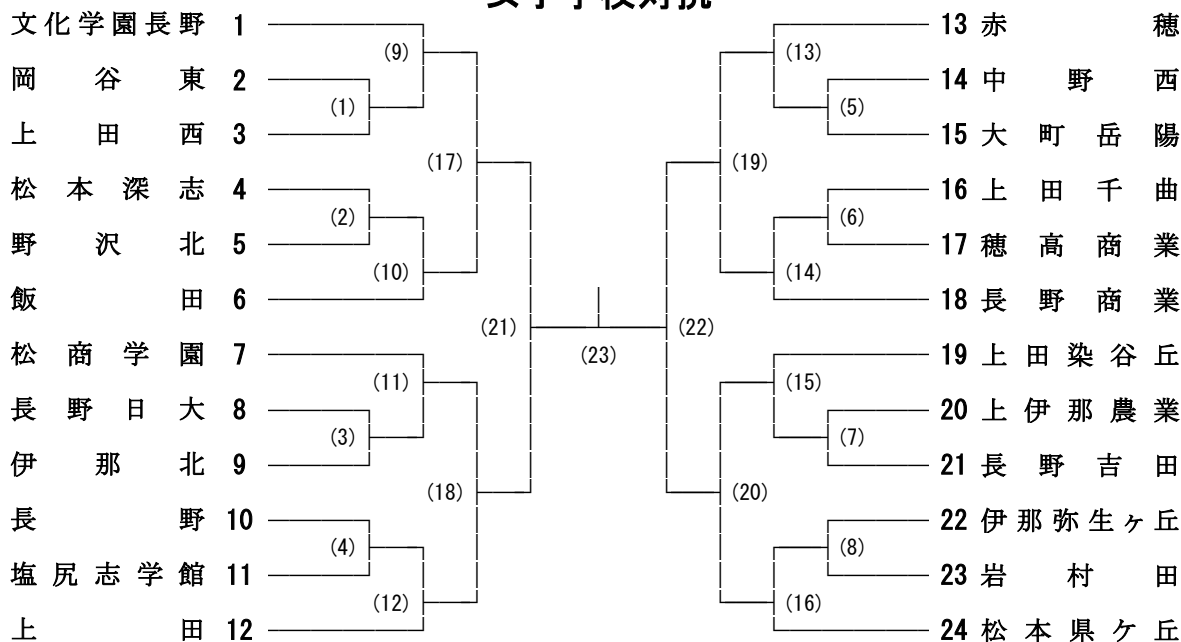 女子学校対抗
文化学園長野 1
(9)
岡谷東 2
(1)
上田西 3
(17)
松本深志 4
(2)
野沢北 5
(10)
飯田 6
(21)
松商学園 7
(11)
長野日大 8
(3)
伊那北 9
(18)
長野 10
(4)
塩尻志学館 11
(12)
上田 12
(23)
13 赤穂
(13)
14 中野西
(5)
15 大町岳陽
(19)
16 上田千曲
(6)
17 穂高商業
(14)
18 長野商業
(22)
19 上田染谷丘
(15)
20 上伊那農業
(7)
21 長野吉田
(20)
22 伊那弥生ヶ丘
(8)
23 岩村田
(16)
24 松本県ケ丘